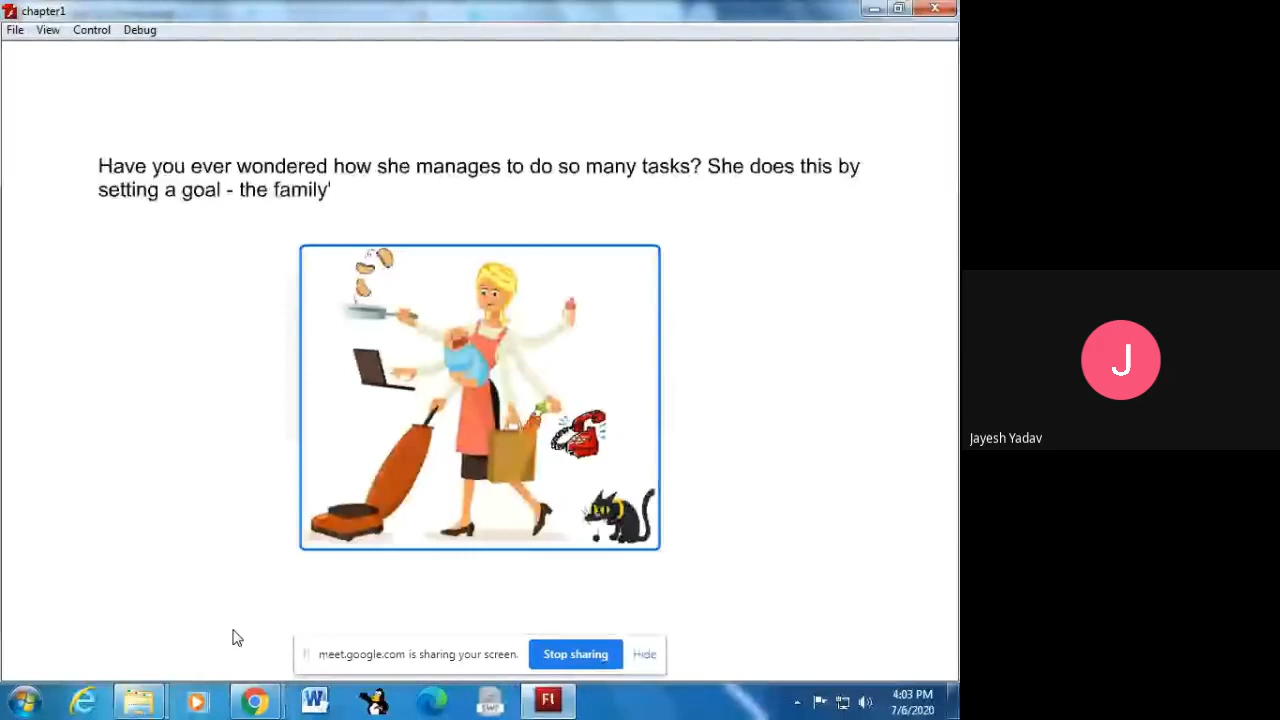 chapter1
File View Control Debug
Have you ever wondered how she manages to do so many tasks? She does this by
setting a goal - the family'
J
Jayesh Yadav
meet.google.com is sharing your screen.
Stop sharing
Hide
W
Fl
4:03 PM
7/6/2020